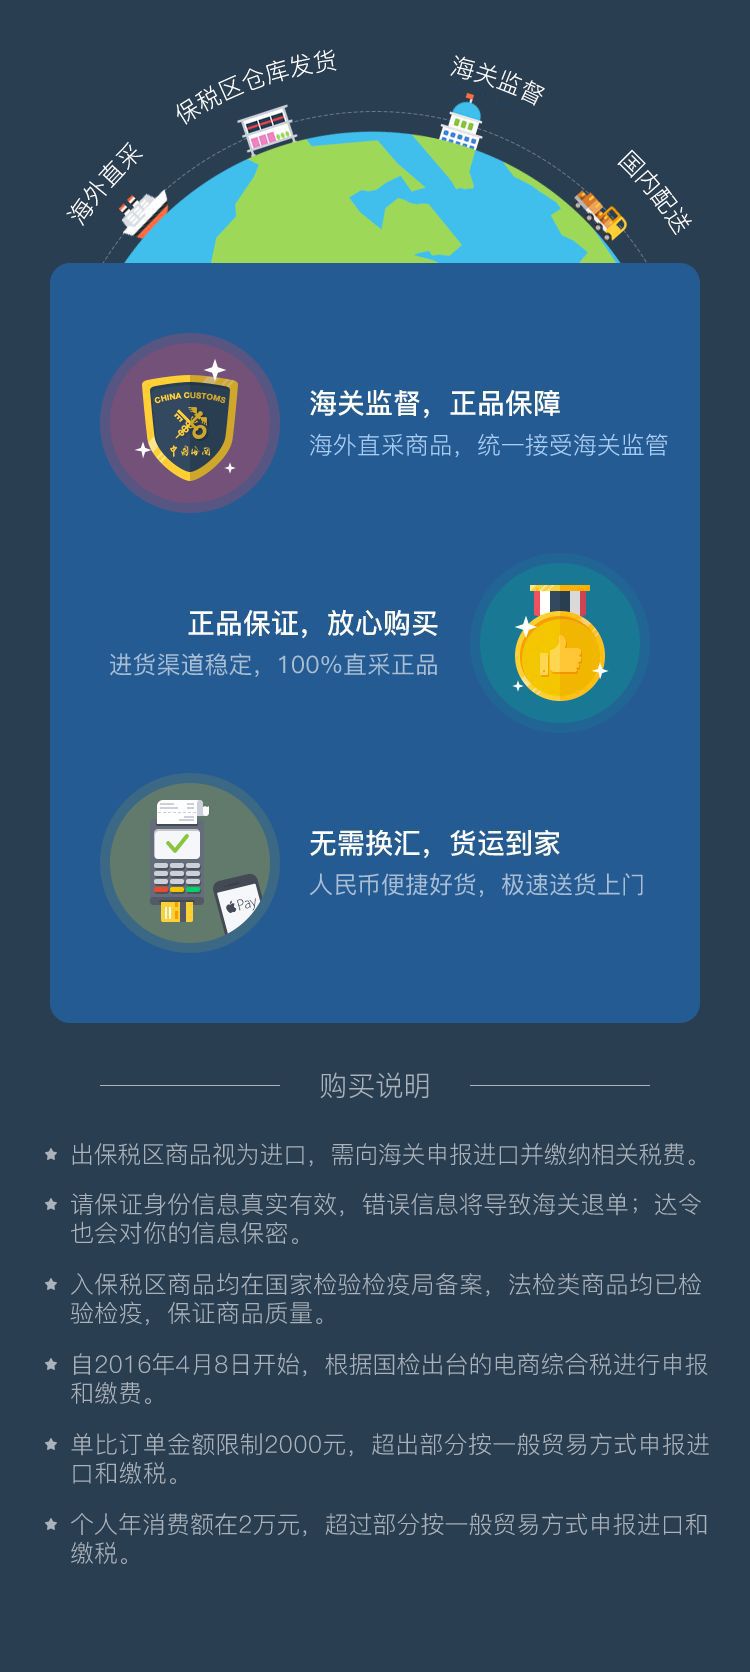 海外直采
保税区仓库发货
海关监督
国内配送
CHINA CUSTOMS
中国海关
海关监督，正品保障
海外直采商品，统一接受海关监管
正品保证，放心购买
进货渠道稳定，100%直采正品
Pay
无需换汇，货运到家
人民币便捷好货，极速送货上门
购买说明
出保税区商品视为进口，需向海关申报进口并缴纳相关税费。
请保证身份信息真实有效，错误信息将导致海关退单；达令
也会对你的信息保密。
入保税区商品均在国家检验检疫局备案，法检类商品均已检
验检疫，保证商品质量。
自2016年4月8日开始，根据国检出台的电商综合税进行申报
和缴费。
单比订单金额限制2000元，超出部分按一般贸易方式申报进
口和缴税。
个人年消费额在2万元，超过部分按一般贸易方式申报进口和
缴税。